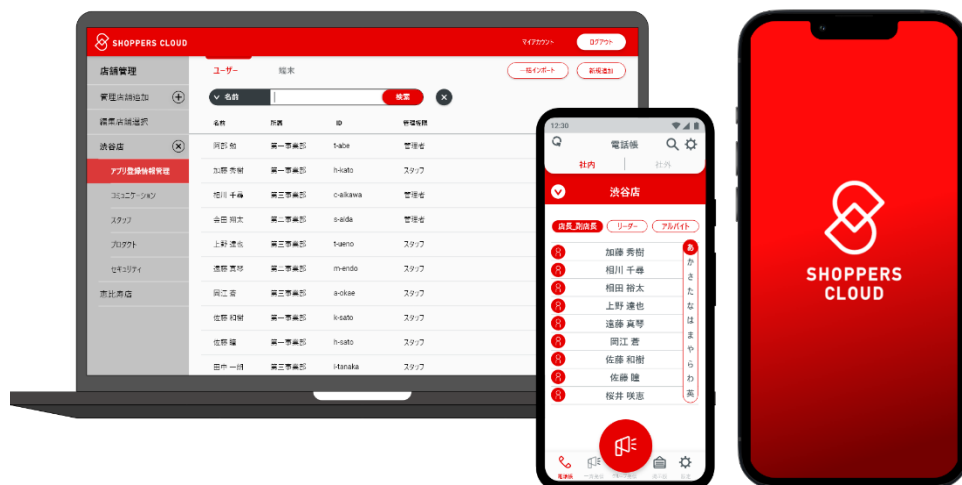 SHOPPERS CLOUD
マイアカウント
ログアウト
店舗管理
管理店舗追加
編集店舗選択
渋谷店
アプリ登録情報管理
コミュニケーション
スタッフ
プロダクト
セキュリティ
恵比寿店
ユーザー 端末
一括インポート
新規追加
名前
検索
名前 所属 ID 管理権限
阿部 勉 第一事業部 t-abe 管理者
加藤 秀樹 第一事業部 h-kato スタッフ
相川 千尋 第三事業部 c-aikawa 管理者
会田 翔太 第二事業部 s-aida 管理者
上野 達也 第三事業部 t-ueno スタッフ
遠藤 真琴 第二事業部 m-endo スタッフ
岡江 蒼 第三事業部 a-okae スタッフ
佐藤 和樹 第一事業部 k-sato スタッフ
佐藤 瞳 第一事業部 h-sato スタッフ
田中 一朗 第三事業部 i-tanaka スタッフ
12:30
電話帳
社内 社外
渋谷店
店長_副店長 リーダー アルバイト
加藤 秀樹
相川 千尋
相田 裕太
上野 達也
遠藤 真琴
岡江 蒼
佐藤 和樹
佐藤 瞳
桜井 咲恵
あ
か
さ
た
な
は
ま
や
ら
わ
英
電話帳
SHOPPERS
CLOUD